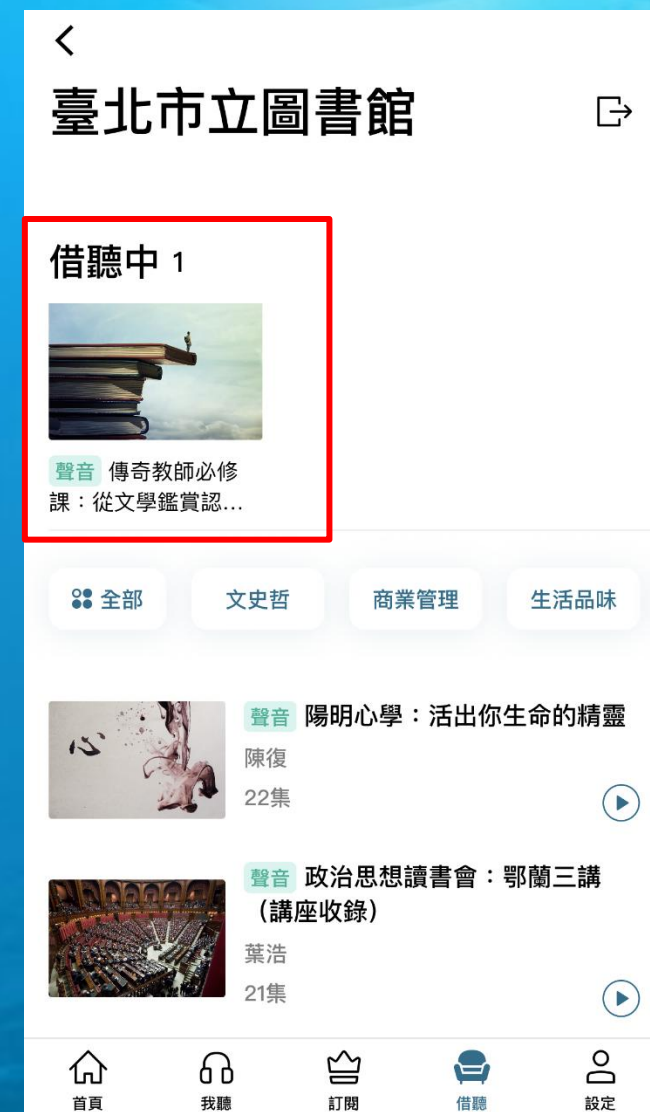 臺北市立圖書館
借聽中 1
聲音 傳奇教師必修
課：從文學鑑賞認...
全部
文史哲
商業管理
生活品味
聲音 陽明心學：活出你生命的精靈
陳復
22集
聲音 政治思想讀書會：鄂蘭三講
（講座收錄）
葉浩
21集
首頁
我聽
訂閱
借聽
設定